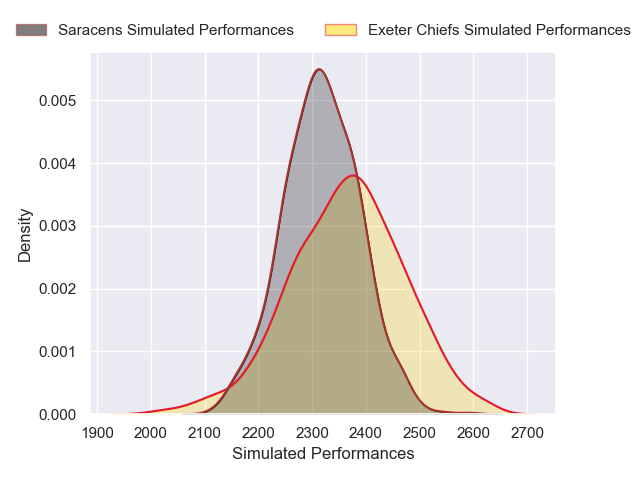 Saracens Simulated Performances
Exeter Chiefs Simulated Performances
Density
0.005
0.004
0.003
0.002
0.001
0.000
1900 2000 2100 2200 2300 2400 2500 2600 2700
Simulated Performances